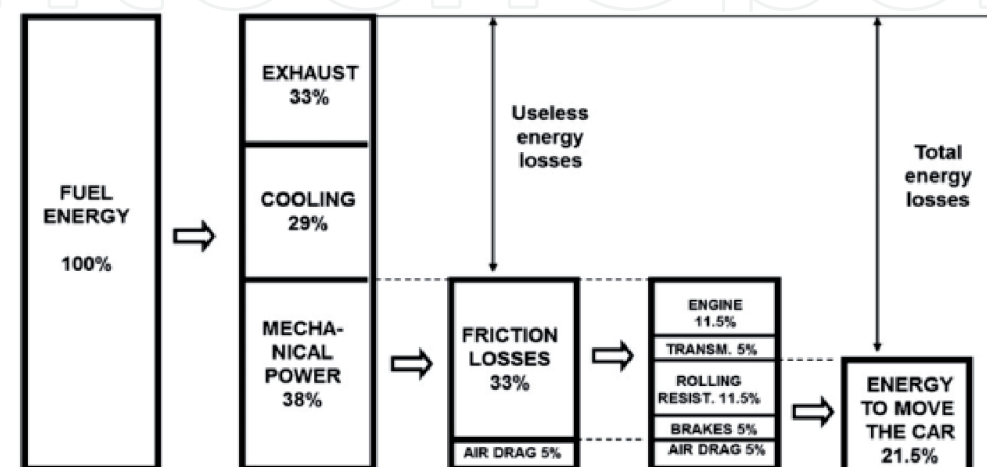 FUEL
ENERGY
100%
EXHAUST
33%
COOLING
29%
MECHA-
NICAL
POWER
38%
Useless
energy
losses
FRICTION
LOSSES
33%
AIR DRAG 5%
ENGINE
11.5%
TRANSM. 5%
ROLLING
RESIST. 11.5%
BRAKES 5%
AIR DRAG 5%
Total
energy
losses
ENERGY
TO MOVE
THE CAR
21.5%